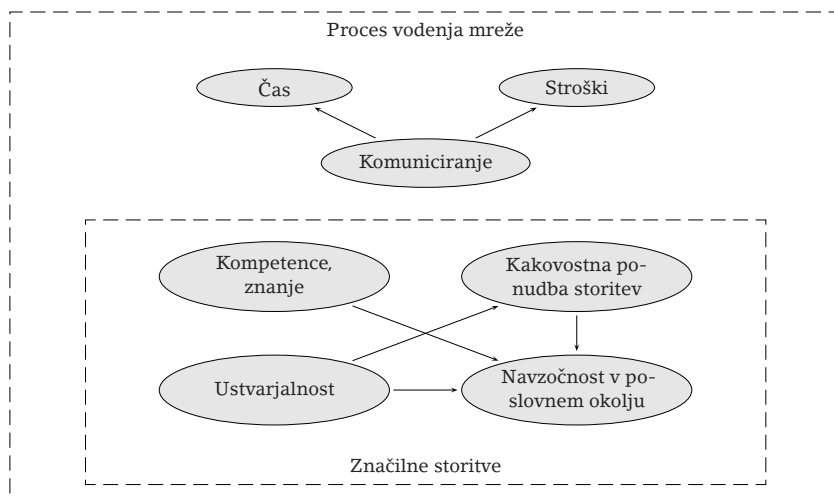 Proces vodenja mreže
Čas
Stroški
Komuniciranje
Kompetence,
znanje
Kakovostna po-
nudba storitev
Ustvarjalnost
Navzočnost v po-
slovnem okolju
Značilne storitve